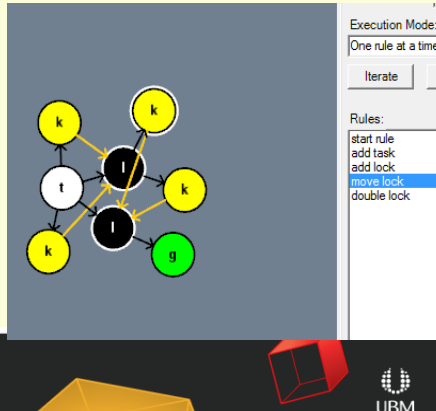 Execution Mode:
One rule at a time
Iterate
Rules:
start rule
add task
add lock
move lock
double lock
k
k
l
t
k
l
k
g
UBM